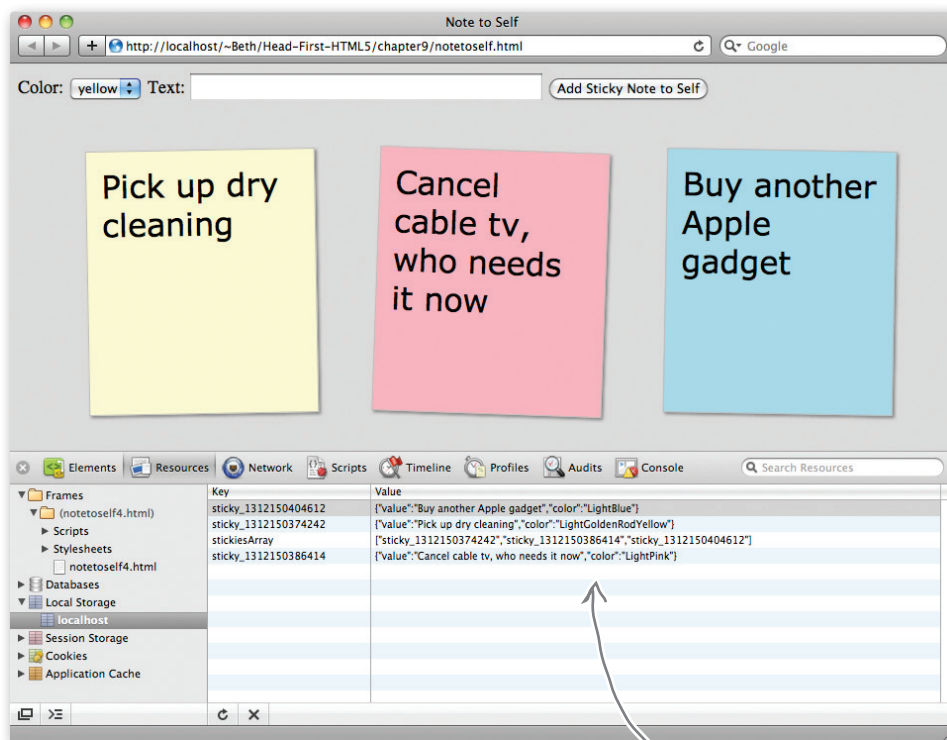 Note to Self
http://localhost/~Beth/Head-First-HTML5/chapter9/notetoself.html
Google
Color: yellow Text: Add Sticky Note to Self
Pick up dry
cleaning
Cancel
cable tv,
who needs
it now
Buy another
Apple
gadget
Elements Resources Network Scripts Timeline Profiles Audits Console Search Resources
Frames
(notetoself4.html)
Scripts
Stylesheets
notetoself4.html
Databases
Local Storage
localhost
Session Storage
Cookies
Application Cache
Key Value
sticky_1312150404612 {"value":"Buy another Apple gadget","color":"LightBlue"}
sticky_1312150374242 {"value":"Pick up dry cleaning","color":"LightGoldenRodYellow"}
stickiesArray ["sticky_1312150374242","sticky_1312150386414","sticky_1312150404612"]
sticky_1312150386414 {"value":"Cancel cable tv, who needs it now","color":"LightPink"}